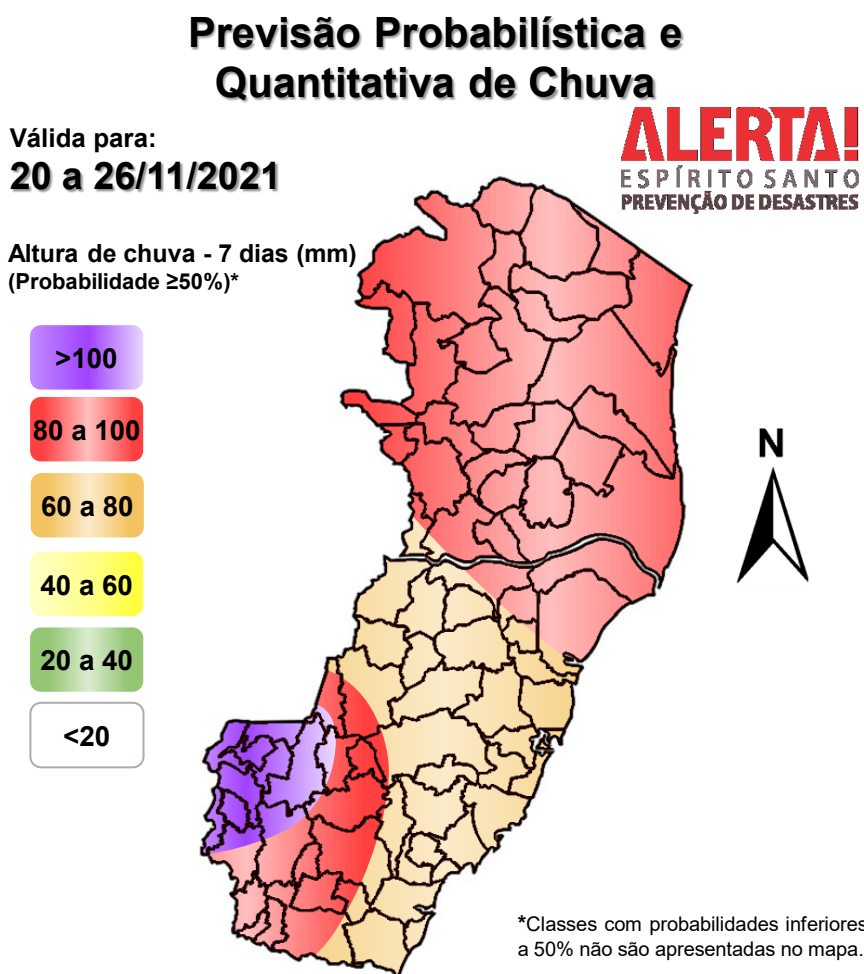 Previsão Probabilística e
Quantitativa de Chuva
ALERTA!
ESPÍRITO SANTO
PREVENÇÃO DE DESASTRES
Válida para:
20 a 26/11/2021
Altura de chuva - 7 dias (mm)
(Probabilidade ≥50%)*
>100
80 a 100
60 a 80
40 a 60
20 a 40
<20
N
*Classes com probabilidades inferiores
a 50% não são apresentadas no mapa.